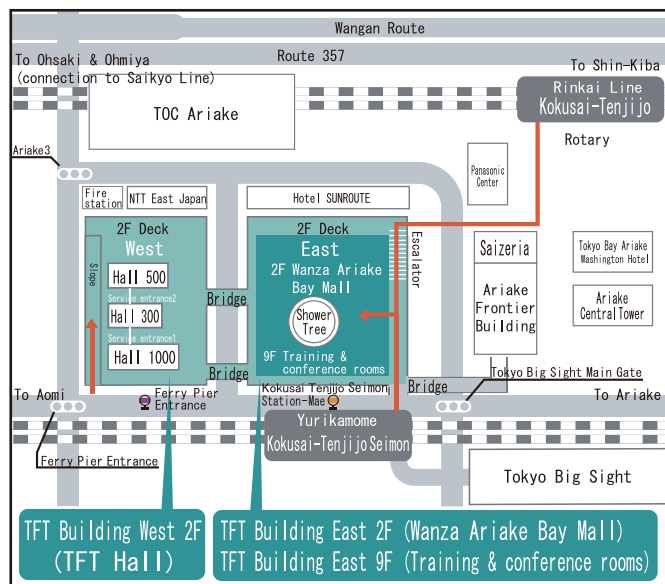 Wangan Route
Route 357
To Ohsaki & Ohmiya
(connection to Saikyo Line)
To Shin-Kiba
TOC Ariake
Rinkai Line
Kokusai-Tenjijo
Rotary
Ariake3
Panasonic
Center
Fire
station
NTT East Japan
Hotel SUNROUTE
2F Deck
West
2F Deck
East
Escalator
Slope
Hall 500
Service entrance2
Hall 300
Service entrance1
Hall 1000
Bridge
2F Wanza Ariake
Bay Mall
Shower
Tree
9F Training &
conference rooms
Bridge
Saizeria
Ariake
Frontier
Building
Tokyo Bay Ariake
Washington Hotel
Ariake
Central Tower
Tokyo Big Sight Main Gate
Bridge
To Aomi
Ferry Pier
Entrance
Kokusai Tenjijo Seimon
Station-Mae
To Ariake
Yurikamome
Kokusai-Tenjijo Seimon
Ferry Pier Entrance
Tokyo Big Sight
TFT Building West 2F
(TFT Hall)
TFT Building East 2F (Wanza Ariake Bay Mall)
TFT Building East 9F (Training & conference rooms)